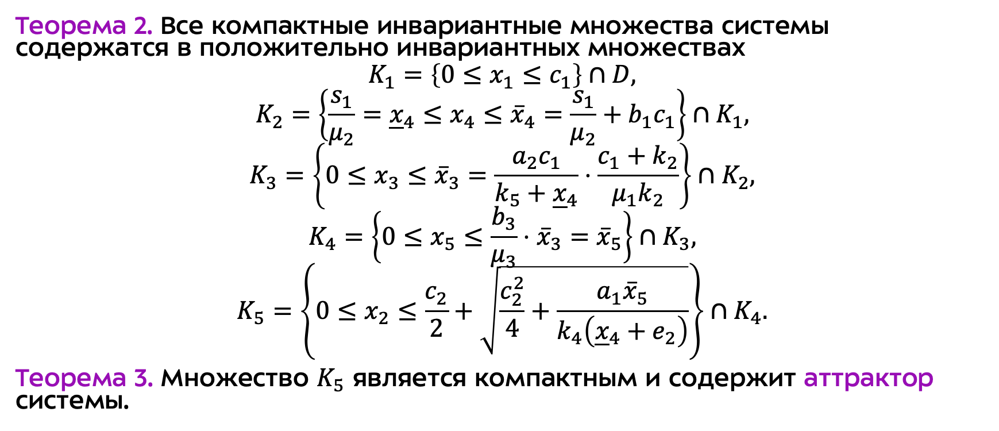 Теорема 2. Все компактные инвариантные множества системы
содержатся в положительно инвариантных множествах
$K_1 = \{0 \le x_1 \le c_1\} \cap D,$
$K_2 = \left\{\frac{s_1}{\mu_2} = \underline{x}_4 \le x_4 \le \bar{x}_4 = \frac{s_1}{\mu_2} + b_1 c_1\right\} \cap K_1,$
$K_3 = \left\{0 \le x_3 \le \bar{x}_3 = \frac{a_2 c_1}{k_5 + \underline{x}_4} \cdot \frac{c_1 + k_2}{\mu_1 k_2}\right\} \cap K_2,$
$K_4 = \left\{0 \le x_5 \le \frac{b_3}{\mu_3} \cdot \bar{x}_3 = \bar{x}_5\right\} \cap K_3,$
$K_5 = \left\{0 \le x_2 \le \frac{c_2}{2} + \sqrt{\frac{c_2^2}{4} + \frac{a_1 \bar{x}_5}{k_4(\underline{x}_4 + e_2)}}\right\} \cap K_4.$
Теорема 3. Множество $K_5$ является компактным и содержит аттрактор
системы.